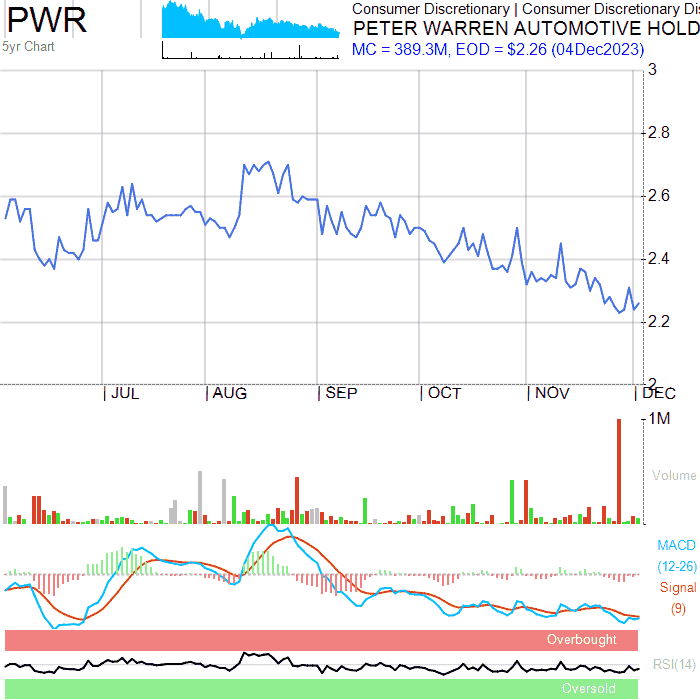 PWR
5yr Chart
Consumer Discretionary | Consumer Discretionary Dis
PETER WARREN AUTOMOTIVE HOLD
MC = 389.3M, EOD = $2.26 (04Dec2023)
3
2.8
2.6
2.4
2.2
2
JUL AUG SEP OCT NOV DEC
1M
Volume
MACD
(12-26)
Signal
(9)
Overbought
RSI(14)
Oversold